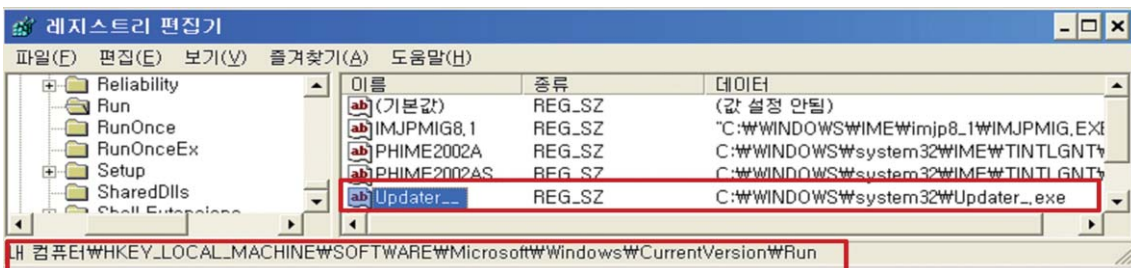 레지스트리 편집기
파일(F) 편집(E) 보기(V) 즐겨찾기(A) 도움말(H)
Reliability
Run
RunOnce
RunOnceEx
Setup
SharedDlls
Shell Extensions
이름 종류 데이터
(기본값) REG_SZ (값 설정 안됨)
IMJPMIG8.1 REG_SZ "C:₩WINDOWS₩IME₩imjp8_1₩IMJPMIG.EXE
PHIME2002A REG_SZ C:₩WINDOWS₩system32₩IME₩TINTLGNT₩
PHIME2002AS REG_SZ C:₩WINDOWS₩system32₩IME₩TINTLGNT₩
Updater__ REG_SZ C:₩WINDOWS₩system32₩Updater_.exe
내 컴퓨터₩HKEY_LOCAL_MACHINE₩SOFTWARE₩Microsoft₩Windows₩CurrentVersion₩Run